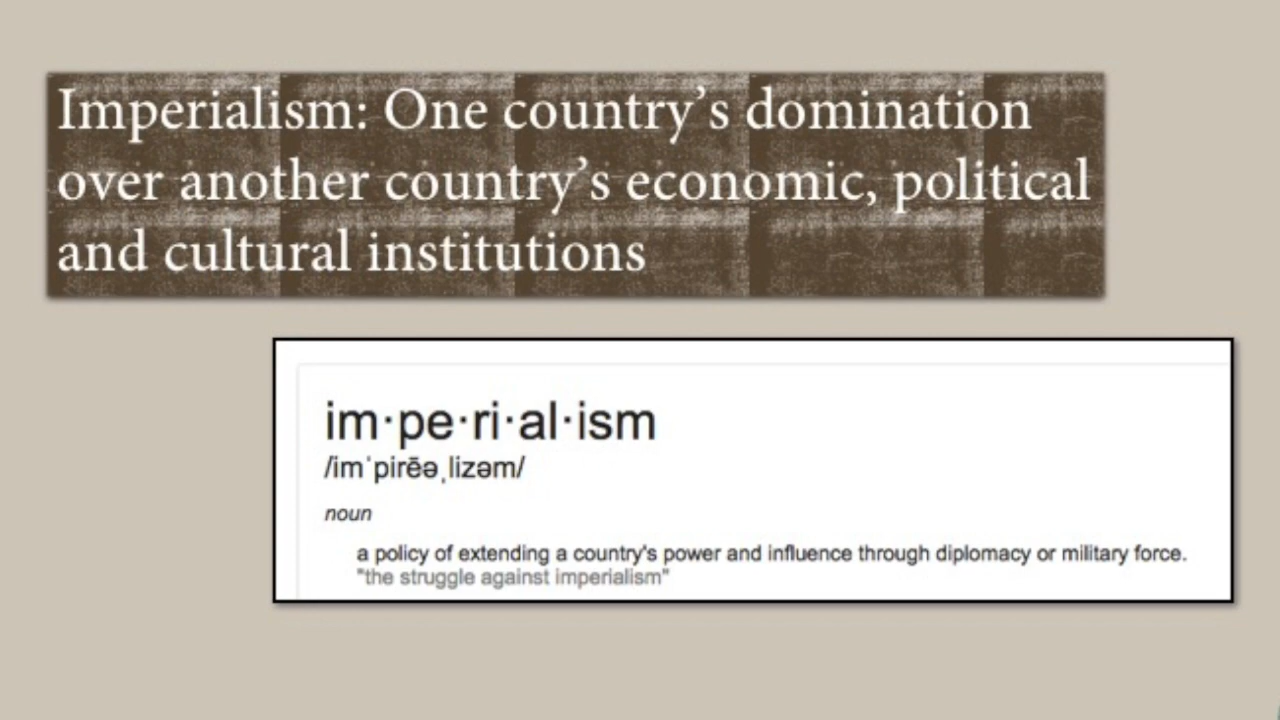 Imperialism: One country’s domination
over another country’s economic, political
and cultural institutions
im·pe·ri·al·ism
/imˈpirēəˌlizəm/
noun
a policy of extending a country's power and influence through diplomacy or military force.
"the struggle against imperialism"